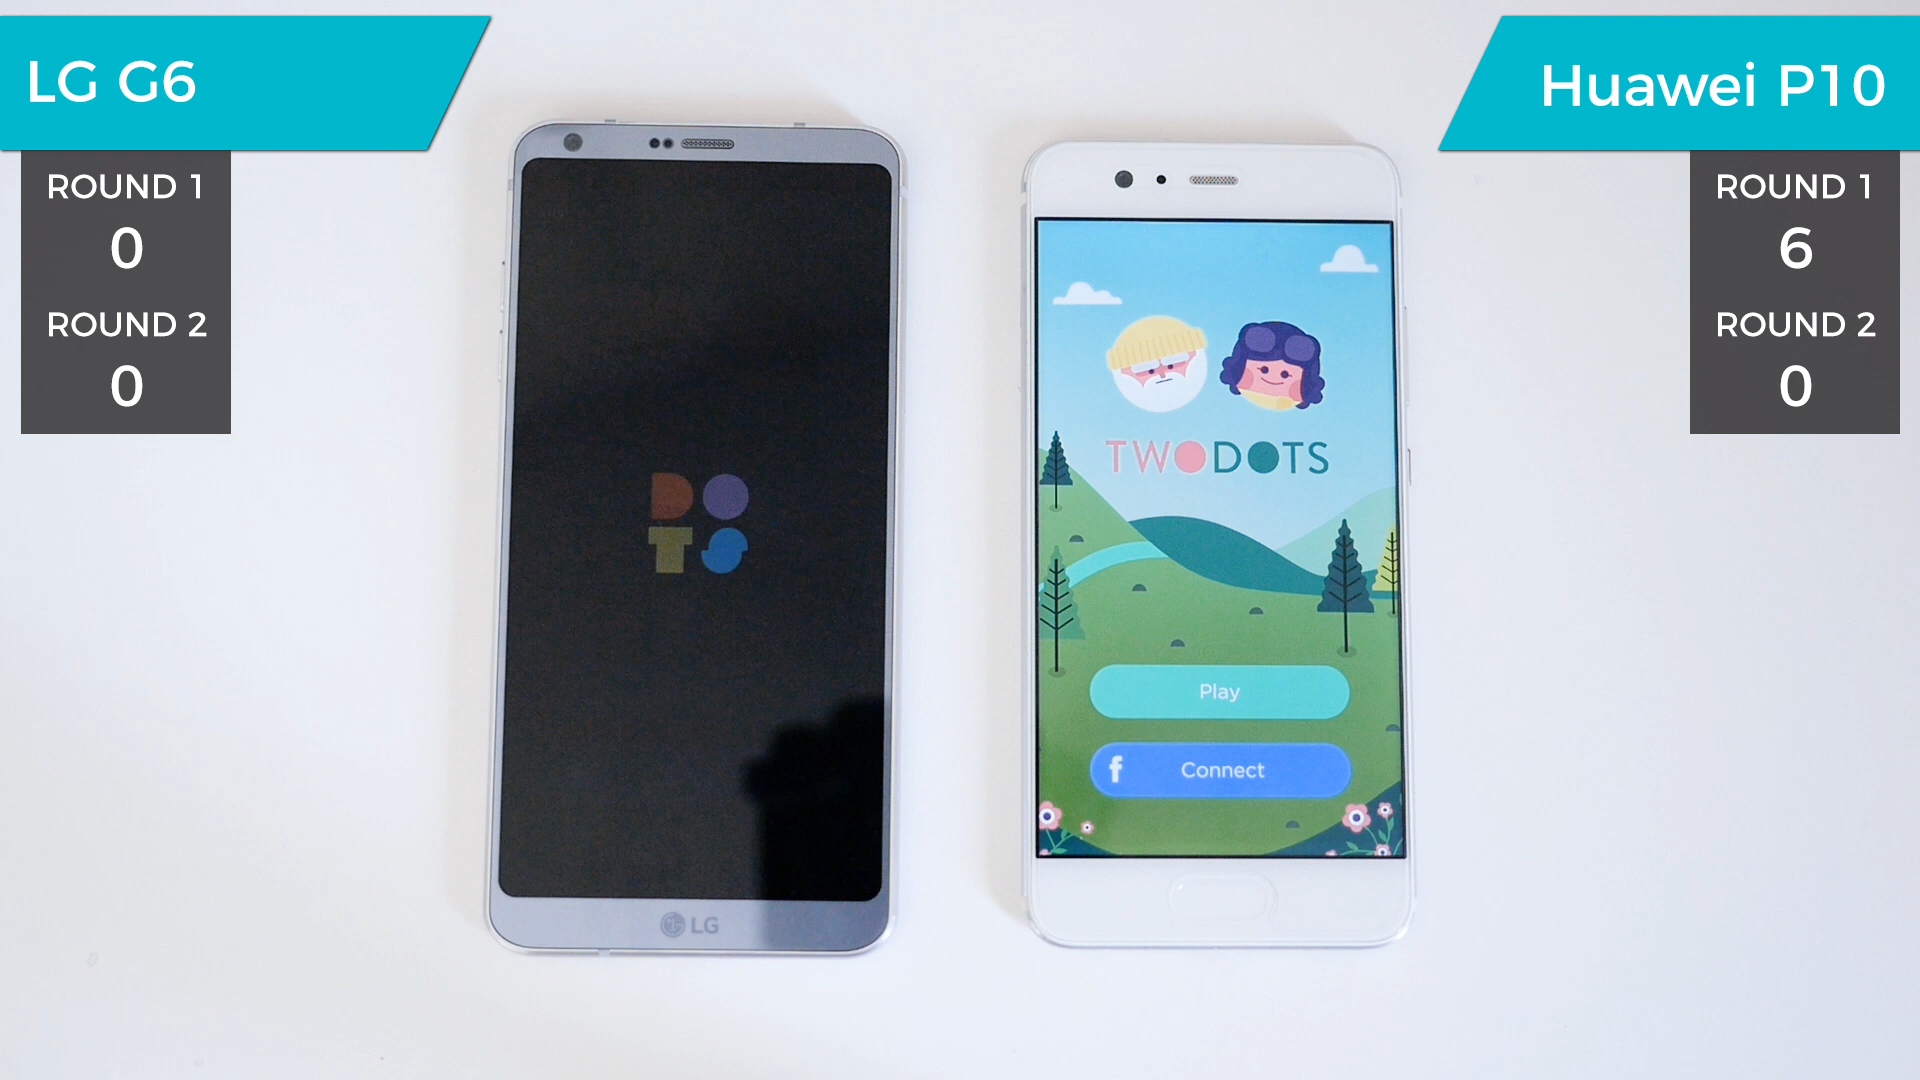 LG G6
ROUND 1
0
ROUND 2
0
Huawei P10
ROUND 1
6
ROUND 2
0
DOTS
LG
TWODOTS
Play
f Connect